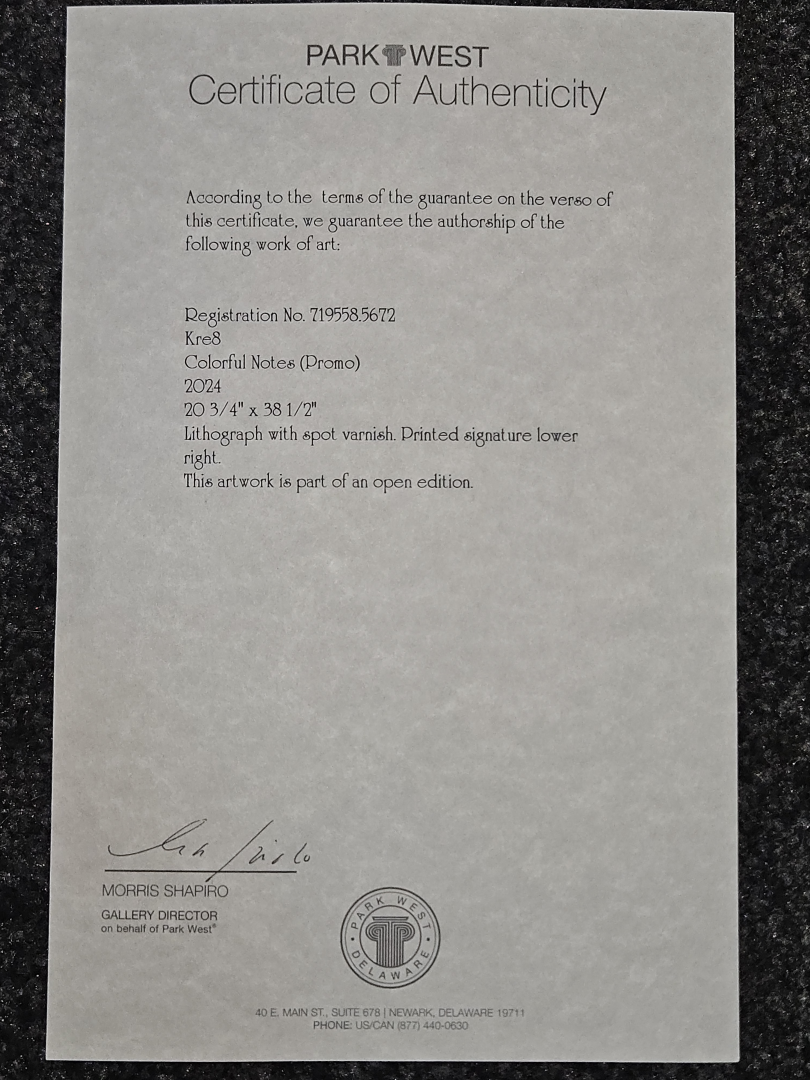 PARK WEST
Certificate of Authenticity
According to the terms of the guarantee on the verso of
this certificate, we guarantee the authorship of the
following work of art:
Registration No. 719558.5672
Kre8
Colorful Notes (Promo)
2024
20 3/4" x 38 1/2"
Lithograph with spot varnish. Printed signature lower
right.
This artwork is part of an open edition.
MORRIS SHAPIRO
GALLERY DIRECTOR
on behalf of Park West®
PARK WEST
DELAWARE
40 E. MAIN ST., SUITE 678 | NEWARK, DELAWARE 19711
PHONE: US/CAN (877) 440-0630